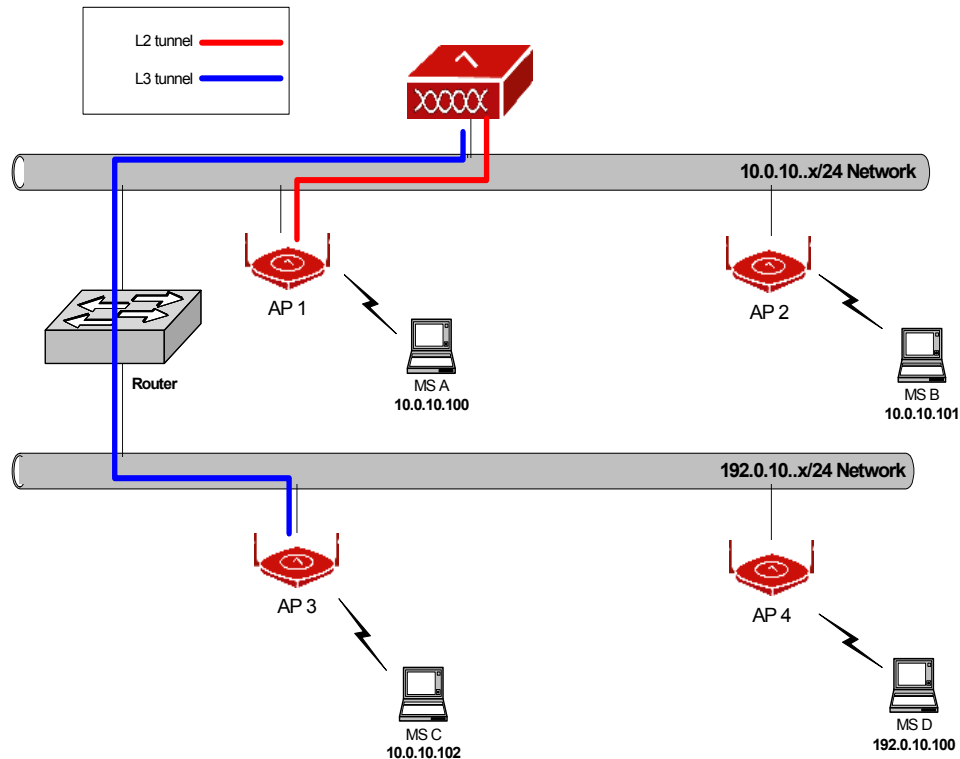 L2 tunnel
L3 tunnel
10.0.10..x/24 Network
AP 1
AP 2
Router
MS A
10.0.10.100
MS B
10.0.10.101
192.0.10..x/24 Network
AP 3
AP 4
MS C
10.0.10.102
MS D
192.0.10.100